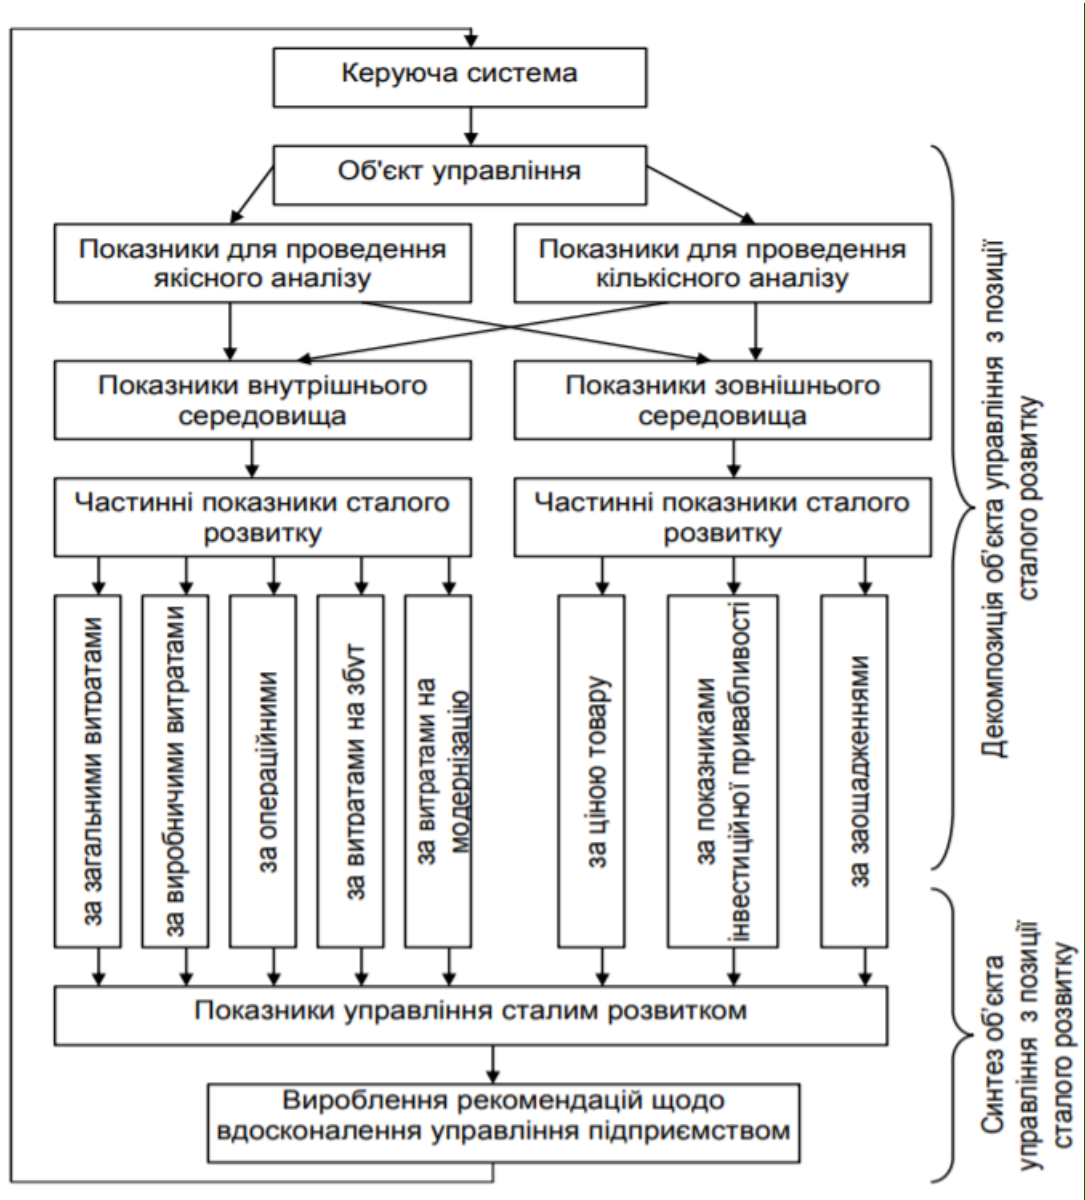 Керуюча система
Об'єкт управління
Показники для проведення
якісного аналізу
Показники для проведення
кількісного аналізу
Показники внутрішнього
середовища
Показники зовнішнього
середовища
Частинні показники сталого
розвитку
Частинні показники сталого
розвитку
за загальними витратами
за виробничими витратами
за операційними
за витратами на збут
за витратами на
модернізацію
за ціною товару
за показниками
інвестиційної привабливості
за заощадженнями
Показники управління сталим розвитком
Вироблення рекомендацій щодо
вдосконалення управління підприємством
Декомпозиція об’єкта управління з позиції
сталого розвитку
Синтез об’єкта
управління з позиції
сталого розвитку